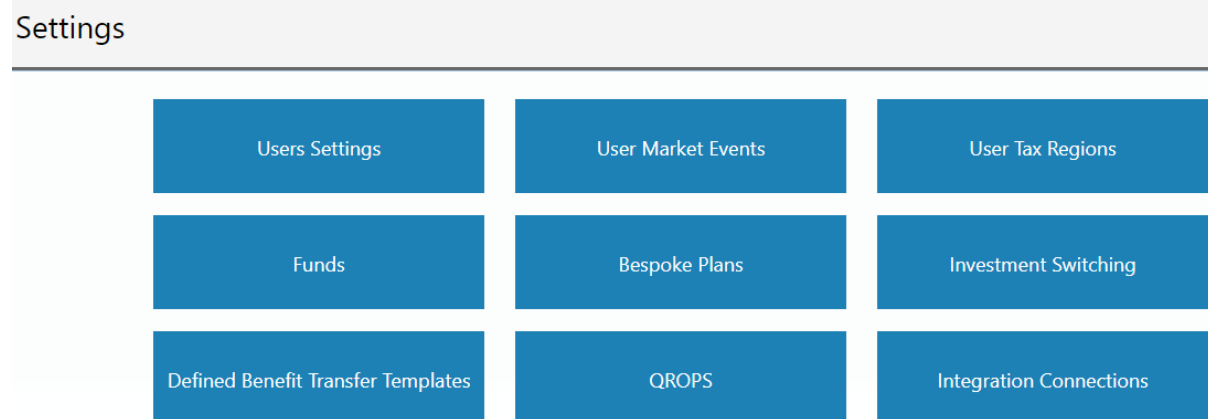 Settings
Users Settings
User Market Events
User Tax Regions
Funds
Bespoke Plans
Investment Switching
Defined Benefit Transfer Templates
QROPS
Integration Connections